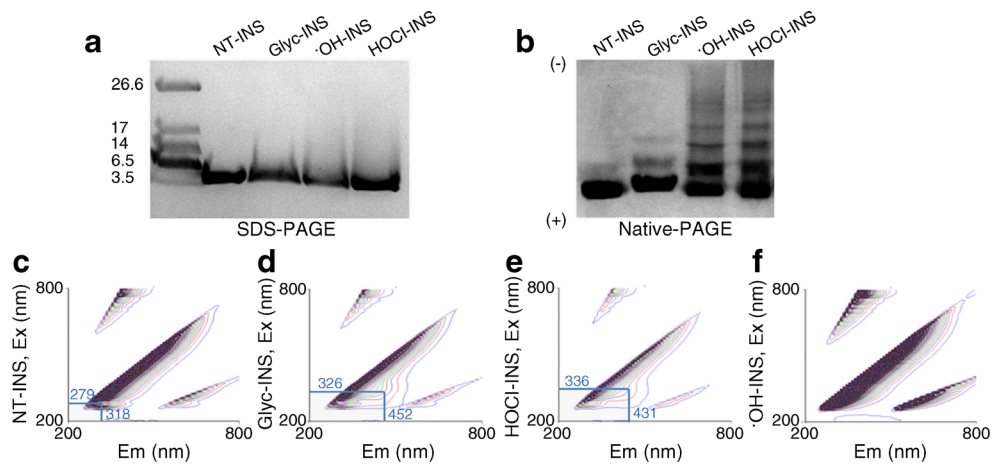 a
NT-INS
Glyc-INS
·OH-INS
HOCl-INS
26.6
17
14
6.5
3.5
SDS-PAGE
b
NT-INS
Glyc-INS
·OH-INS
HOCl-INS
(-)
(+)
Native-PAGE
c
NT-INS, Ex (nm)
800
279
318
200
200
800
Em (nm)
d
Glyc-INS, Ex (nm)
800
326
452
200
200
800
Em (nm)
e
HOCl-INS, Ex (nm)
800
336
431
200
200
800
Em (nm)
f
·OH-INS, Ex (nm)
800
200
200
800
Em (nm)